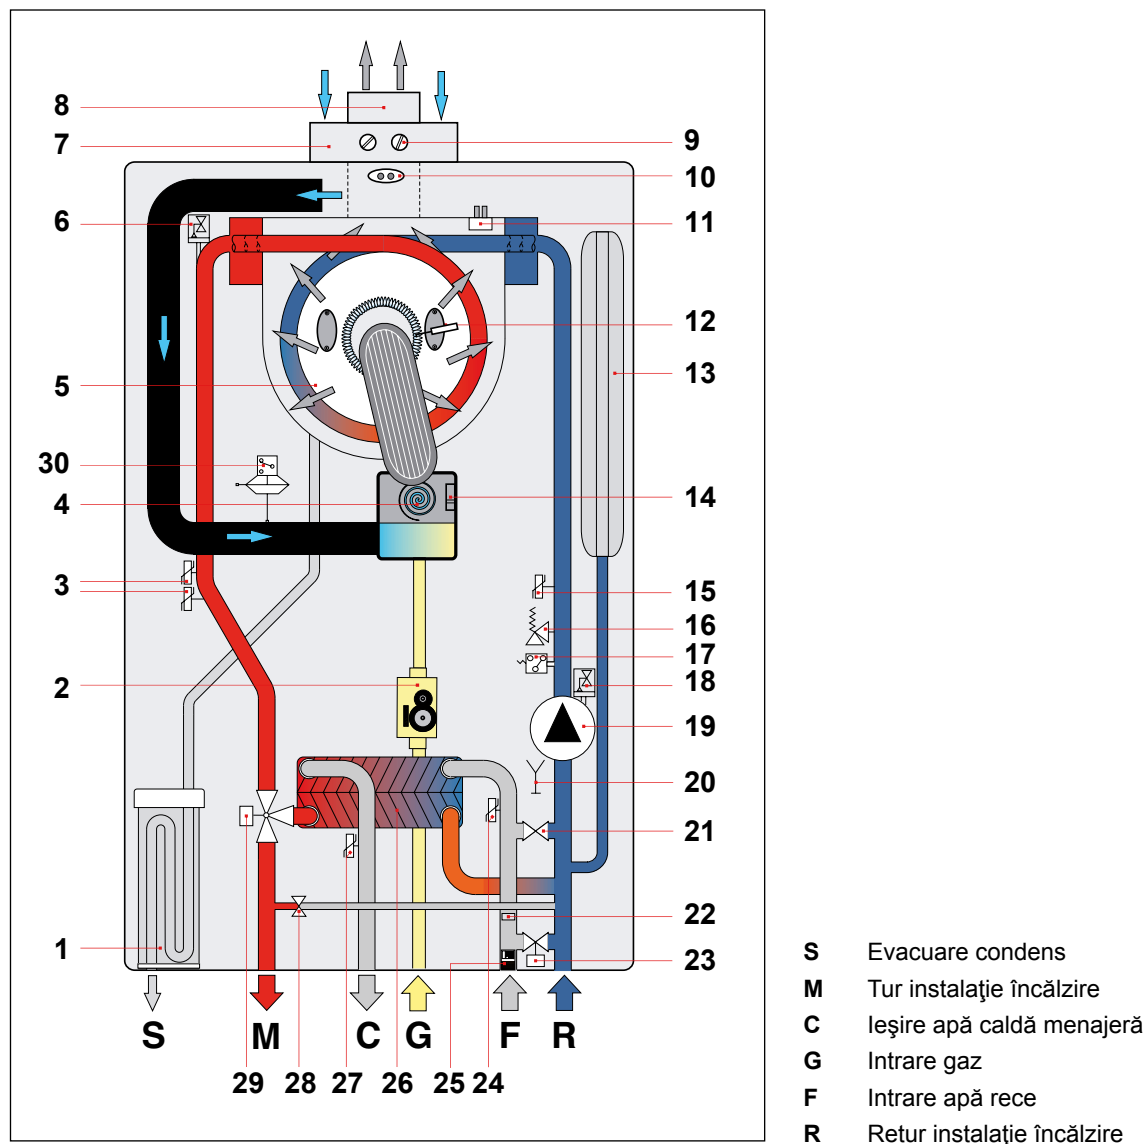 8
7
6
5
30
4
3
2
1
9
10
11
12
13
14
15
16
17
18
19
20
21
22
23
S
M
C
G
F
R
29
28
27
26
25
24
S Evacuare condens
M Tur instalaţie încălzire
C Ieşire apă caldă menajeră
G Intrare gaz
F Intrare apă rece
R Retur instalaţie încălzire